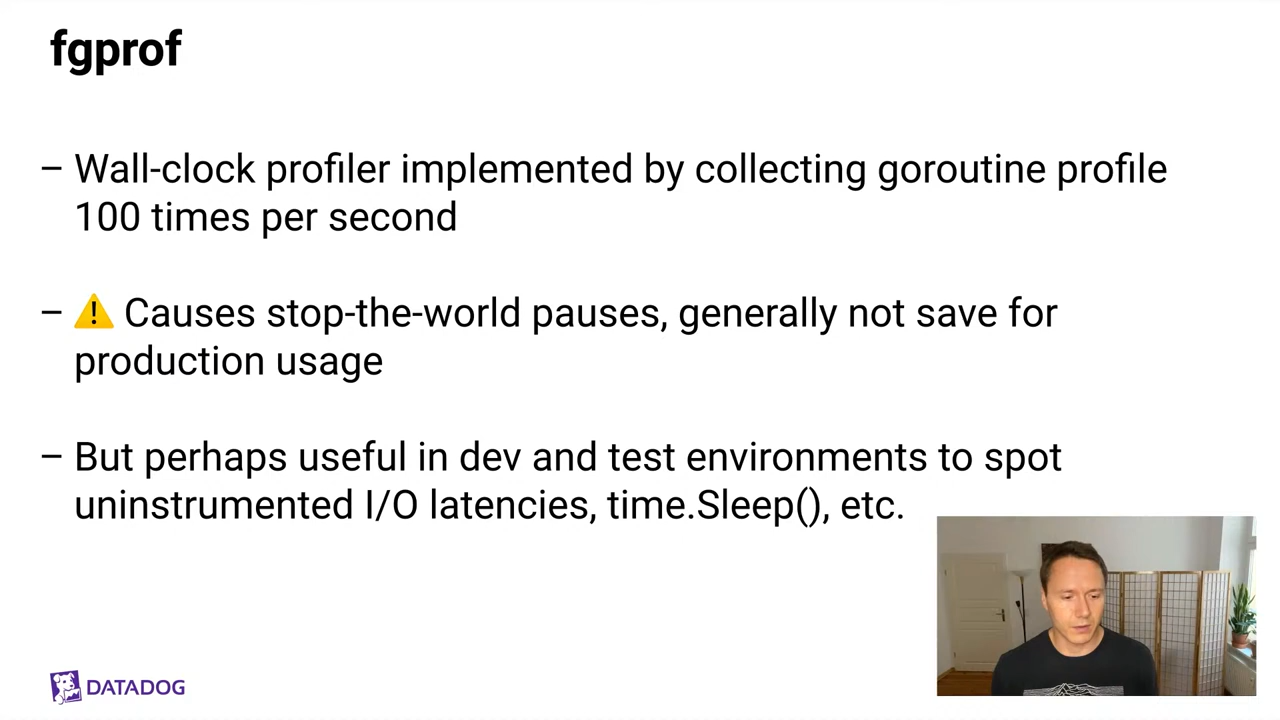 fgprof
– Wall-clock profiler implemented by collecting goroutine profile
100 times per second
– ⚠️ Causes stop-the-world pauses, generally not save for
production usage
– But perhaps useful in dev and test environments to spot
uninstrumented I/O latencies, time.Sleep(), etc.
DATADOG